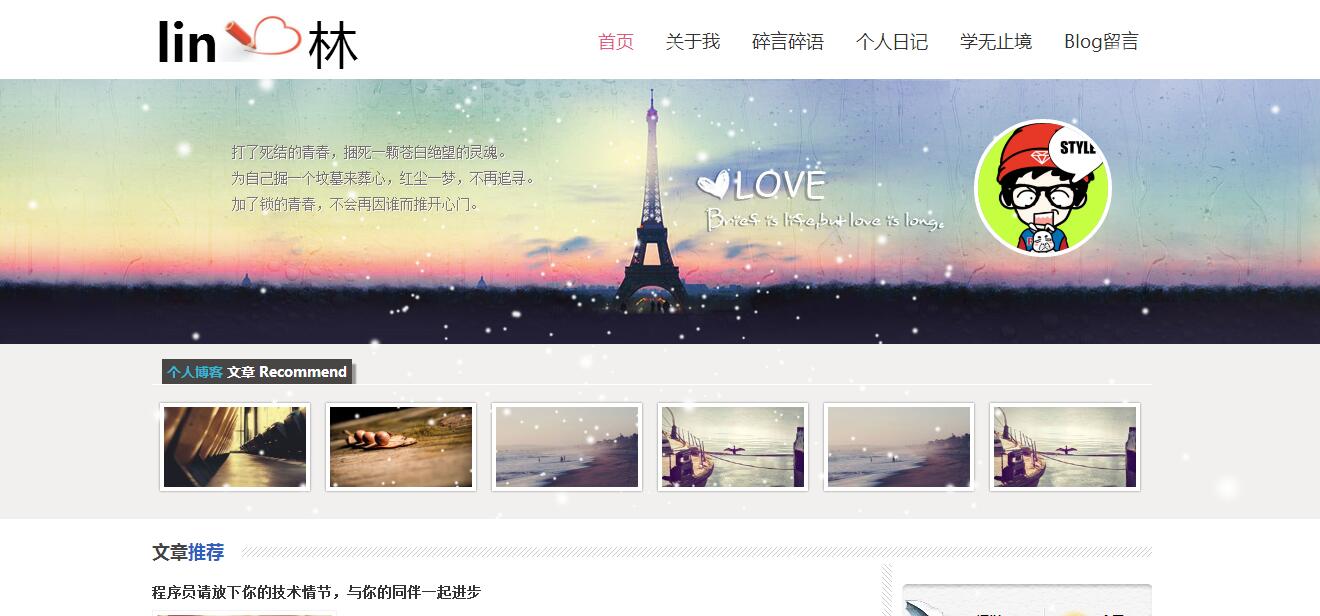 lin 林
首页 关于我 碎言碎语 个人日记 学无止境 Blog留言
打了死结的青春，捆死一颗苍白绝望的灵魂。
为自己掘一个坟墓来葬心，红尘一梦，不再追寻。
加了锁的青春，不会再因谁而推开心门。
LOVE
Brief is life,but love is long.
STYLE
个人博客 文章 Recommend
文章推荐
程序员请放下你的技术情节，与你的同伴一起进步